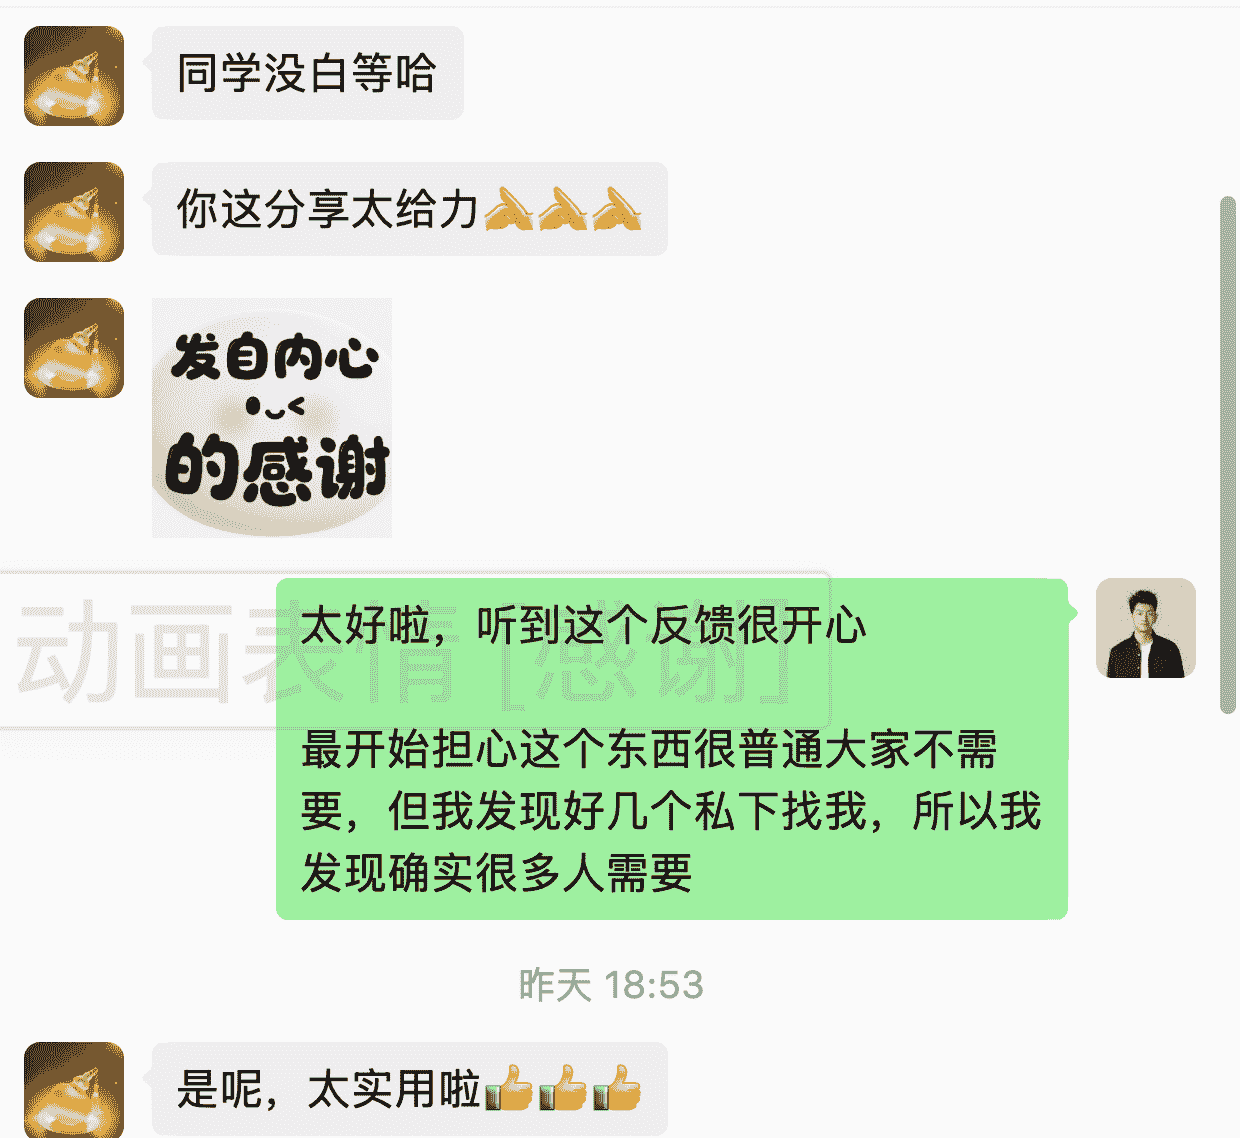 同学没白等哈
你这分享太给力
发自内心
的感谢
动画表情 [感谢]
太好啦，听到这个反馈很开心
最开始担心这个东西很普通大家不需
要，但我发现好几个私下找我，所以我
发现确实很多人需要
昨天 18:53
是呢，太实用啦